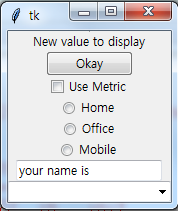 tk
New value to display
Okay
Use Metric
Home
Office
Mobile
your name is